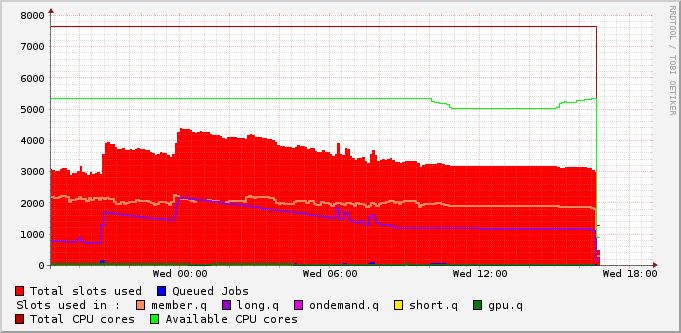 RRDTOOL / TOBI OETIKER
8000
7000
6000
5000
4000
3000
2000
1000
0
Wed 00:00 Wed 06:00 Wed 12:00 Wed 18:00
Total slots used Queued Jobs
Slots used in : member.q long.q ondemand.q short.q gpu.q
Total CPU cores Available CPU cores